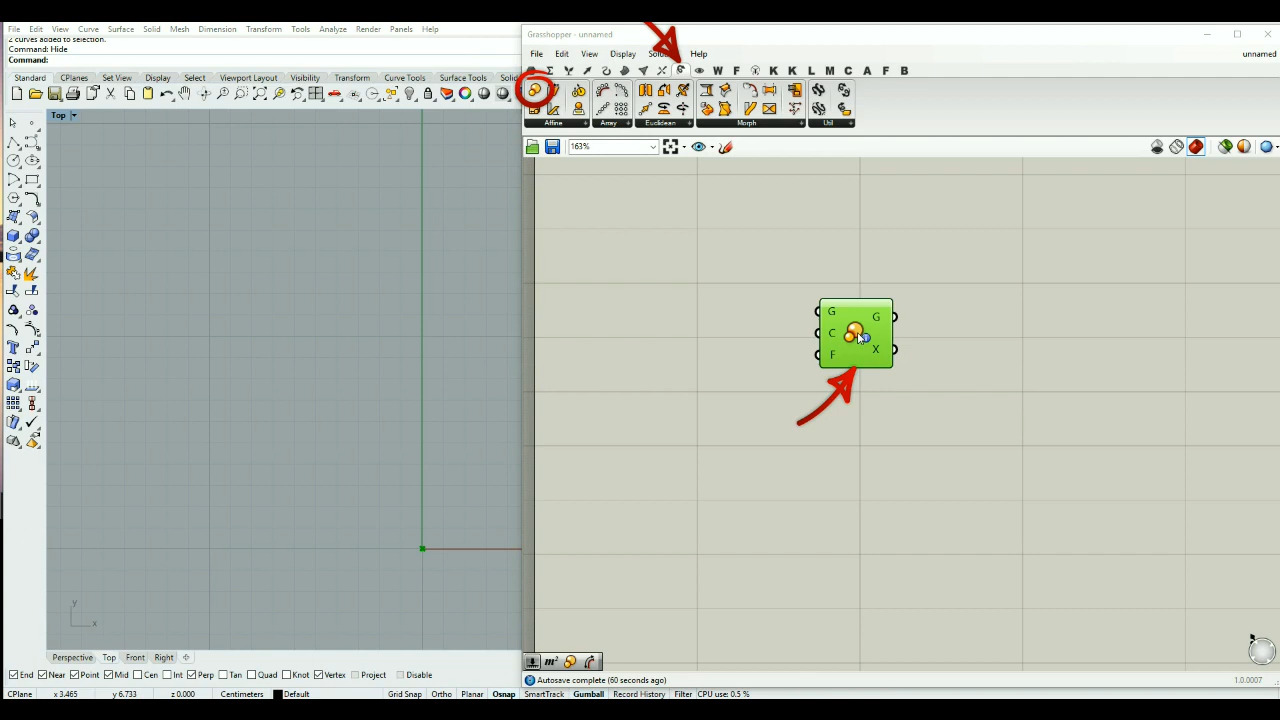 File Edit View Curve Surface Solid Mesh Dimension Transform Tools Analyze Render Panels Help
2 curves added to selection.
Command: Hide
Command:
Standard CPlanes Set View Display Select Viewport Layout Visibility Transform Curve Tools Surface Tools
Top
Perspective Top Front Right
End Near Point Mid Cen Int Perp Tan Quad Knot Vertex Project Disable
CPlane x 3.465 y 6.733 z 0.000 Centimeters Default Grid Snap Ortho Planar Osnap SmartTrack Gumball Record History Filter CPU use: 0.5 %
y
x
Grasshopper - unnamed
File Edit View Display Help unnamed
W F K K L M C A F B
Affine Array Euclidean Morph Util
163%
G G
C
X
F
m²
Autosave complete (60 seconds ago) 1.0.0007